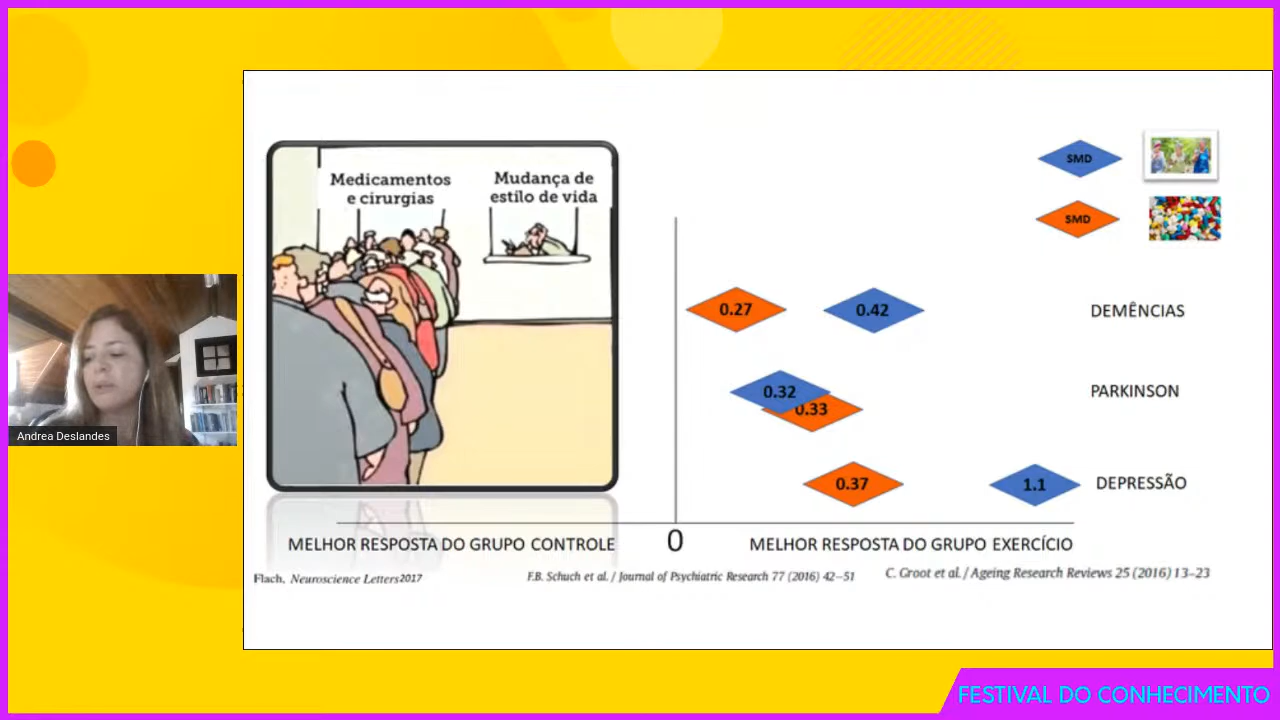 Medicamentos
e cirurgias
Mudança de
estilo de vida
SMD
SMD
0.27
0.42
DEMÊNCIAS
0.32
0.33
PARKINSON
0.37
1.1
DEPRESSÃO
MELHOR RESPOSTA DO GRUPO CONTROLE
0
MELHOR RESPOSTA DO GRUPO EXERCÍCIO
Flach, Neuroscience Letters2017
F.B. Schuch et al. / Journal of Psychiatric Research 77 (2016) 42–51
C. Groot et al. / Ageing Research Reviews 25 (2016) 13–23
Andrea Deslandes
FESTIVAL DO CONHECIMENTO